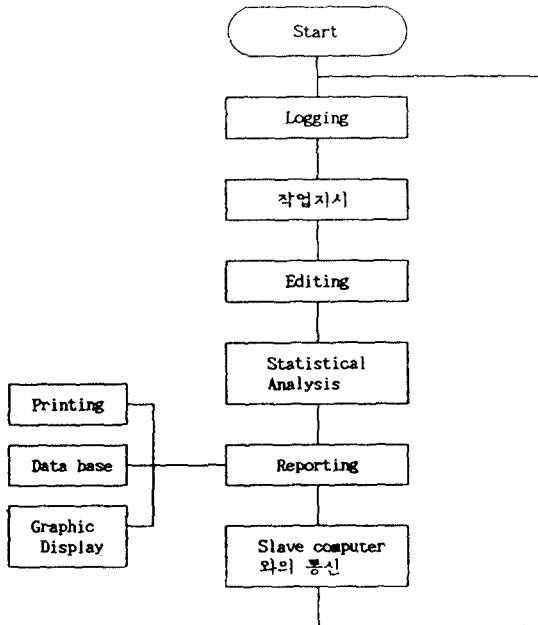 Start
Logging
작업지시
Editing
Statistical
Analysis
Printing
Data base
Reporting
Graphic
Display
Slave computer
와의 통신